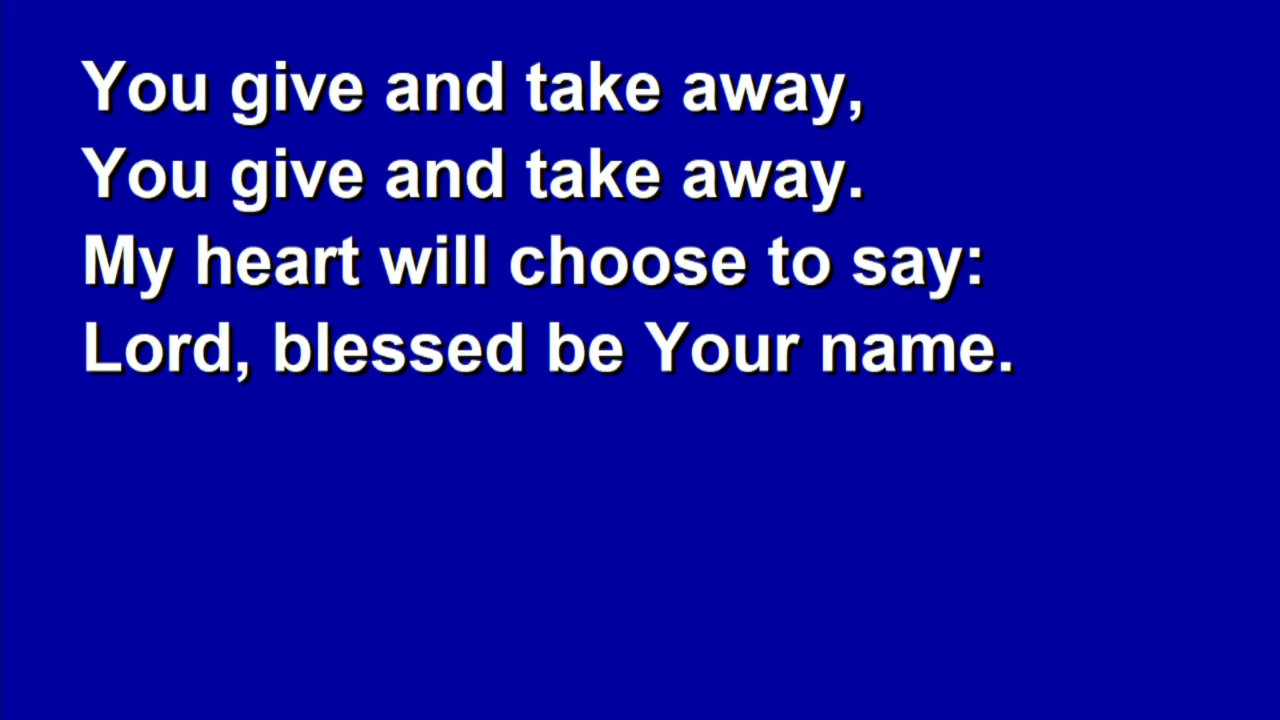 You give and take away,
You give and take away.
My heart will choose to say:
Lord, blessed be Your name.